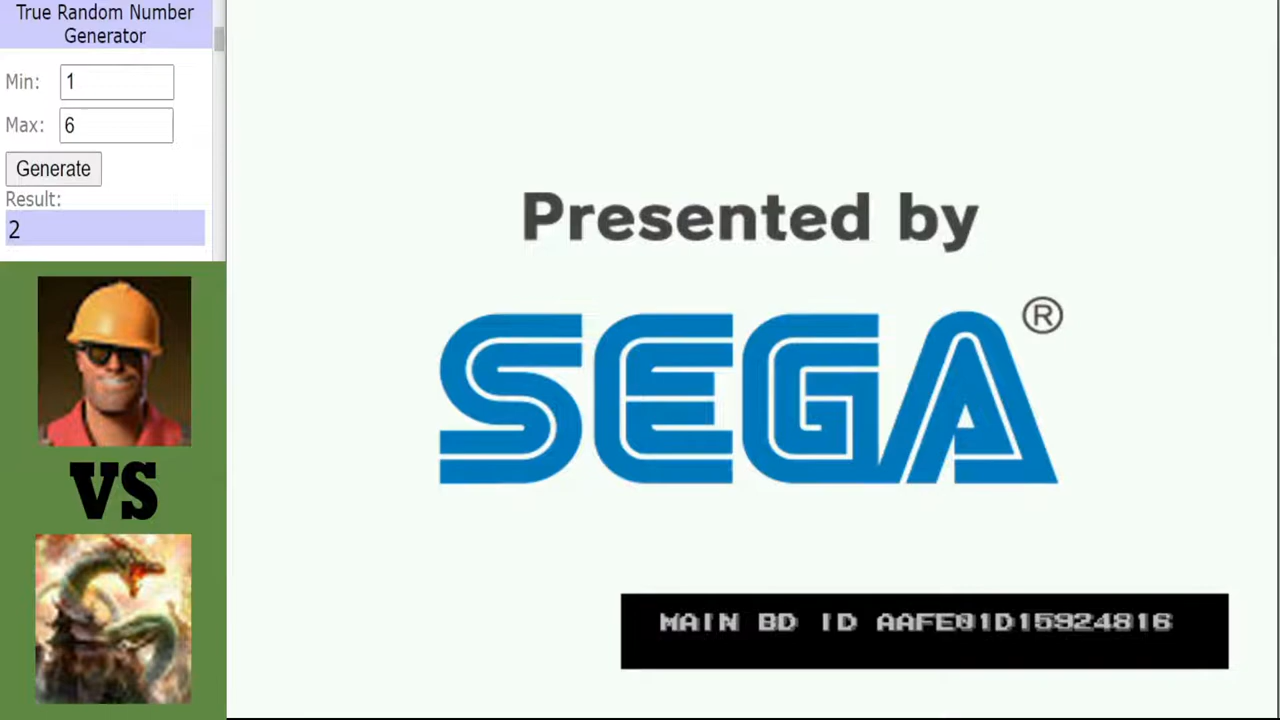 True Random Number
Generator
Min: 1
Max: 6
Generate
Result:
2
VS
Presented by
SEGA®
MAIN BD ID AAFE01D15924816